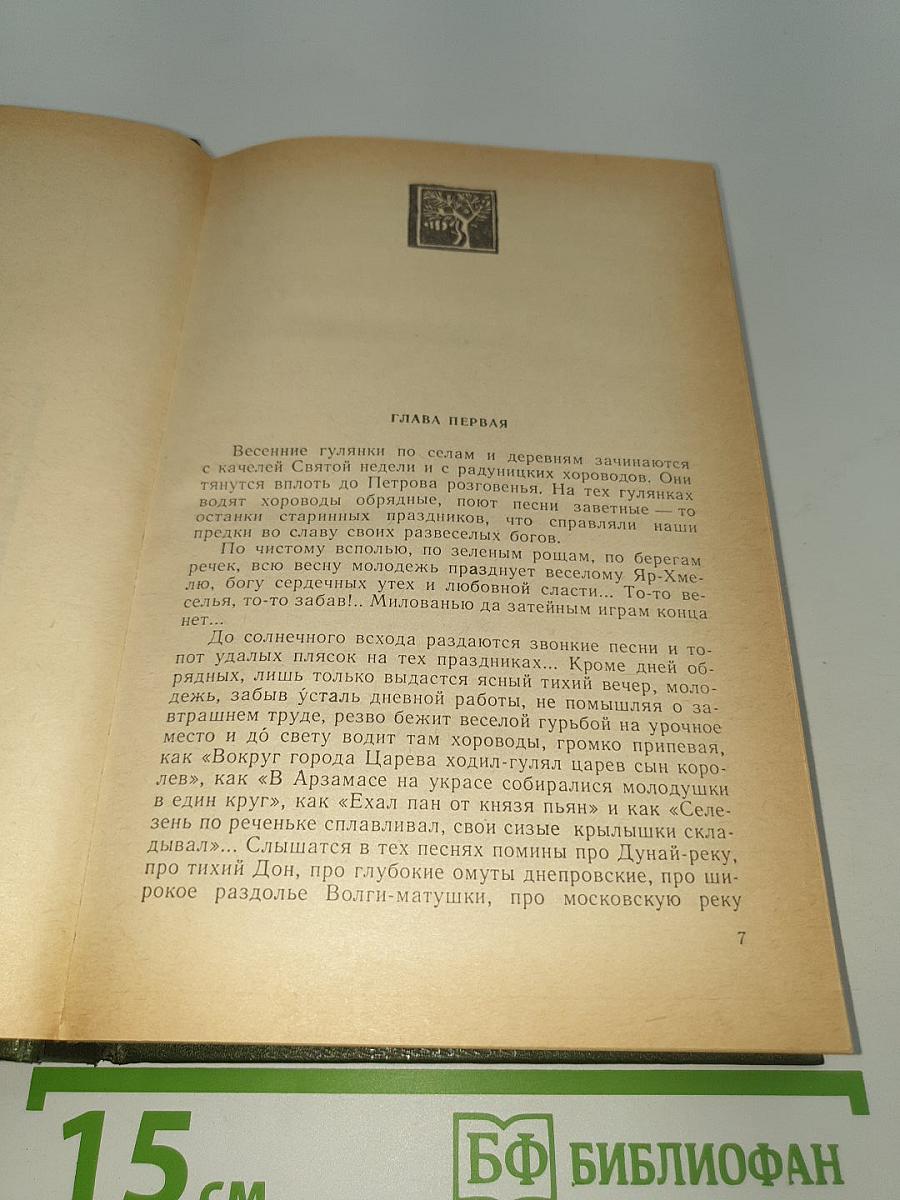 ГЛАВА ПЕРВАЯ
Весенние гулянки по селам и деревням зачинаются
с качелей Святой недели и с радуницких хороводов. Они
тянутся вплоть до Петрова розговенья. На тех гулянках
водят хороводы обрядные, поют песни заветные — то
останки старинных праздников, что справляли наши
предки во славу своих развеселых богов.
По чистому всполью, по зеленым рощам, по берегам
речек, всю весну молодежь празднует веселому Яр-Хме-
лю, богу сердечных утех и любовной сласти... То-то ве-
селья, то-то забав!.. Милованью да затейным играм конца
нет...
До солнечного всхода раздаются звонкие песни и то-
пот удалых плясок на тех праздниках... Кроме дней об-
рядных, лишь только выдастся ясный тихий вечер, моло-
дежь, забыв у́сталь дневной работы, не помышляя о за-
втрашнем труде, резво бежит веселой гурьбой на урочное
место и до́ свету водит там хороводы, громко припевая,
как «Вокруг города Царева ходил-гулял царев сын коро-
лев», как «В Арзамасе на украсе собиралися молодушки
в един круг», как «Ехал пан от князя пьян» и как «Селе-
зень по реченьке сплавливал, свои сизые крылышки скла-
дывал»... Слышатся в тех песнях помины про Дунай-реку,
про тихий Дон, про глубокие омуты днепровские, про ши-
рокое раздолье Волги-матушки, про московскую реку
7
15 см
БФ БИБЛИОФАН